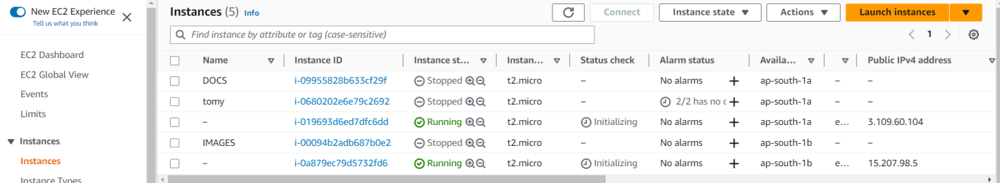 New EC2 Experience
Tell us what you think
EC2 Dashboard
EC2 Global View
Events
Limits
Instances
Instances
Instance Types
Instances (5) Info
Connect
Instance state
Actions
Launch instances
Find instance by attribute or tag (case-sensitive)
1
Name Instance ID Instance st... Instan... Status check Alarm status Availa... Public IPv4 address
DOCS i-09955828b633cf29f Stopped t2.micro – No alarms + ap-south-1a – –
tomy i-0680202e6e79c2692 Stopped t2.micro – 2/2 has no c + ap-south-1a – –
– i-019693d6ed7dfc6dd Running t2.micro Initializing No alarms + ap-south-1a e... 3.109.60.104
IMAGES i-00094b2adb687b0e2 Stopped t2.micro – No alarms + ap-south-1b – –
– i-0a879ec79d5732fd6 Running t2.micro Initializing No alarms + ap-south-1b e... 15.207.98.5